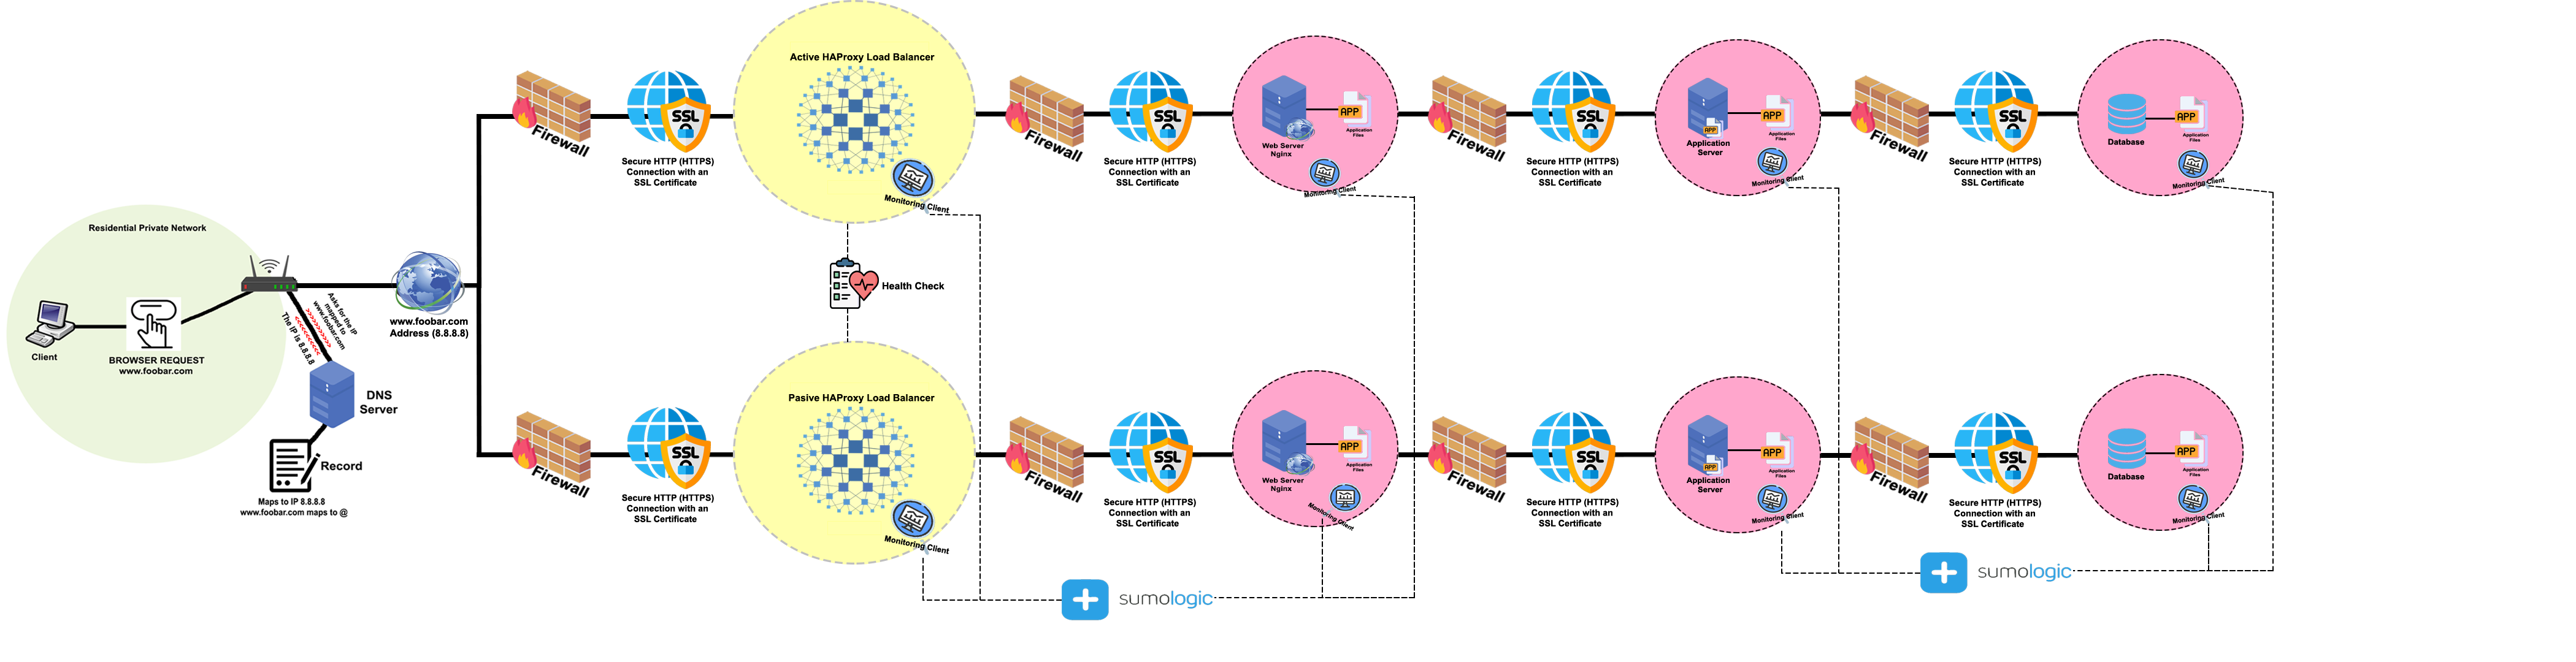 Residential Private Network
Client
BROWSER REQUEST
www.foobar.com
Asks for the IP
mapped to
www.foobar.com
>>>>>>>>>>
<<<<<<<<<<
The IP is 8.8.8.8
DNS
Server
Record
Maps to IP 8.8.8.8
www.foobar.com maps to @
www.foobar.com
Address (8.8.8.8)
Firewall
SSL
Secure HTTP (HTTPS)
Connection with an
SSL Certificate
Active HAProxy Load Balancer
Monitoring Client
Firewall
SSL
Secure HTTP (HTTPS)
Connection with an
SSL Certificate
Web Server
Nginx
APP
Application
Files
Monitoring Client
Firewall
SSL
Secure HTTP (HTTPS)
Connection with an
SSL Certificate
APP
Application
Server
APP
Application
Files
Monitoring Client
Firewall
SSL
Secure HTTP (HTTPS)
Connection with an
SSL Certificate
Database
APP
Application
Files
Monitoring Client
Health Check
Firewall
SSL
Secure HTTP (HTTPS)
Connection with an
SSL Certificate
Pasive HAProxy Load Balancer
Monitoring Client
Firewall
SSL
Secure HTTP (HTTPS)
Connection with an
SSL Certificate
Web Server
Nginx
APP
Application
Files
Monitoring Client
Firewall
SSL
Secure HTTP (HTTPS)
Connection with an
SSL Certificate
APP
Application
Server
APP
Application
Files
Monitoring Client
Firewall
SSL
Secure HTTP (HTTPS)
Connection with an
SSL Certificate
Database
APP
Application
Files
Monitoring Client
sumologic
sumologic